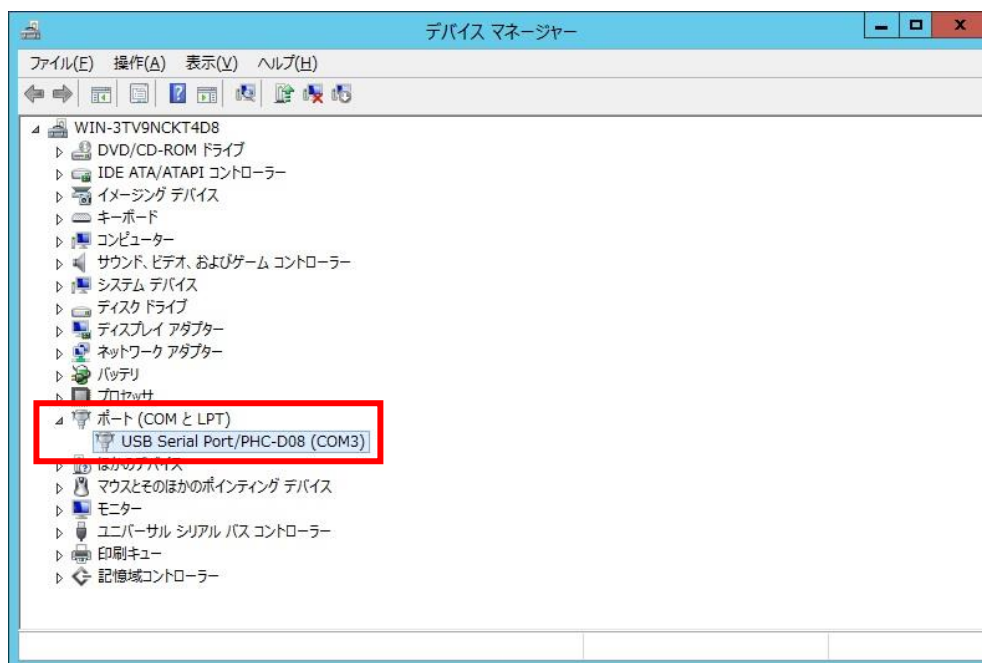 デバイス マネージャー
ファイル(F) 操作(A) 表示(V) ヘルプ(H)
WIN-3TV9NCKT4D8
DVD/CD-ROM ドライブ
IDE ATA/ATAPI コントローラー
イメージング デバイス
キーボード
コンピューター
サウンド、ビデオ、およびゲーム コントローラー
システム デバイス
ディスク ドライブ
ディスプレイ アダプター
ネットワーク アダプター
バッテリ
プロセッサ
ポート (COM と LPT)
USB Serial Port/PHC-D08 (COM3)
ほかのデバイス
マウスとそのほかのポインティング デバイス
モニター
ユニバーサル シリアル バス コントローラー
印刷キュー
記憶域コントローラー